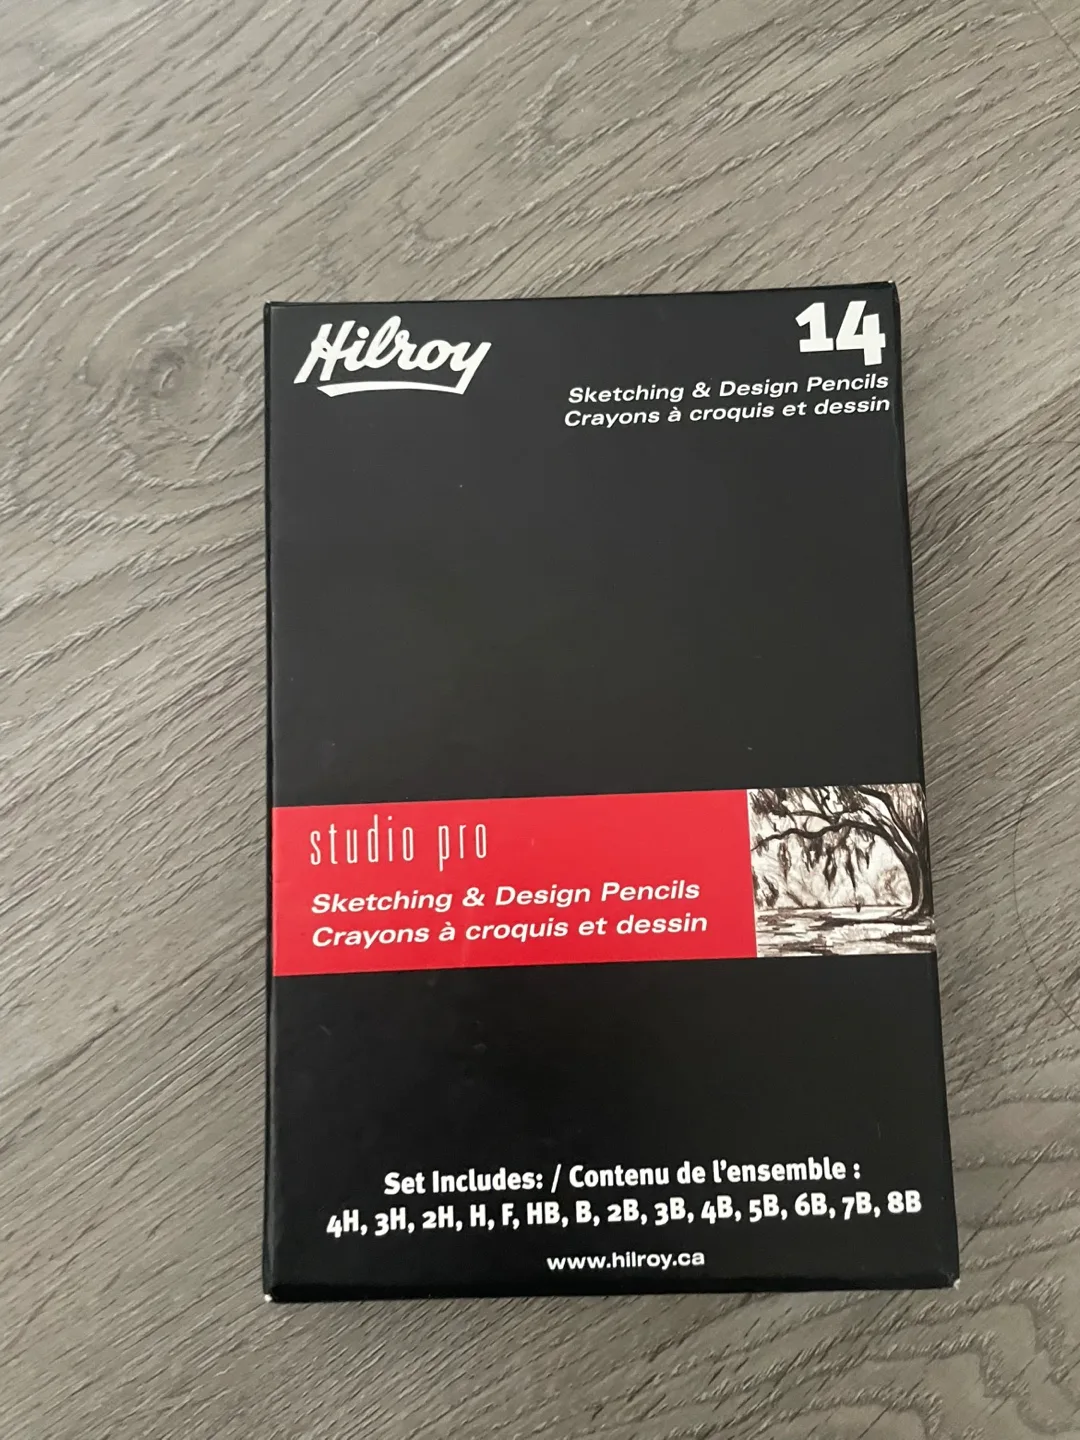 Hilroy
14
Sketching & Design Pencils
Crayons à croquis et dessin
studio pro
Sketching & Design Pencils
Crayons à croquis et dessin
Set Includes: / Contenu de l'ensemble :
4H, 3H, 2H, H, F, HB, B, 2B, 3B, 4B, 5B, 6B, 7B, 8B
www.hilroy.ca